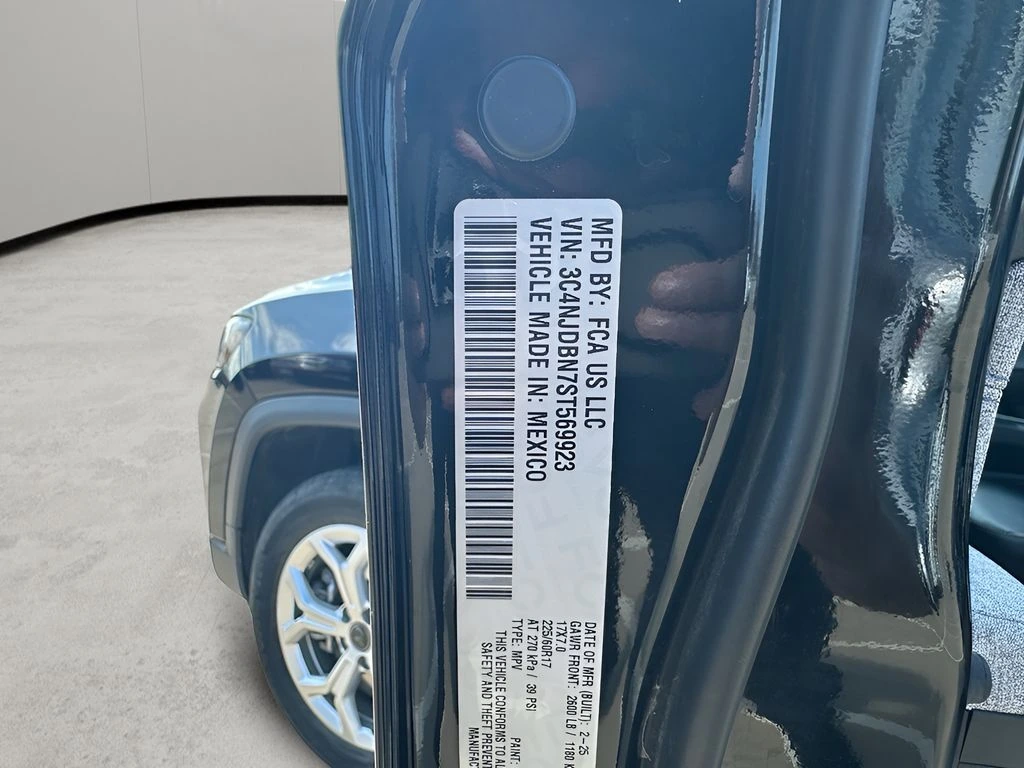 MFD BY: FCA US LLC
VIN: 3C4NJDBN7ST569923
VEHICLE MADE IN: MEXICO
DATE OF MFR (BUILT): 2-25
GAWR FRONT: 2600 LB / 1180 K
17X7.0
225/60R17
AT 270 kPa / 39 PSI
TYPE: MPV PAINT:
THIS VEHICLE CONFORMS TO AL
SAFETY AND THEFT PREVENT
MANUFAC